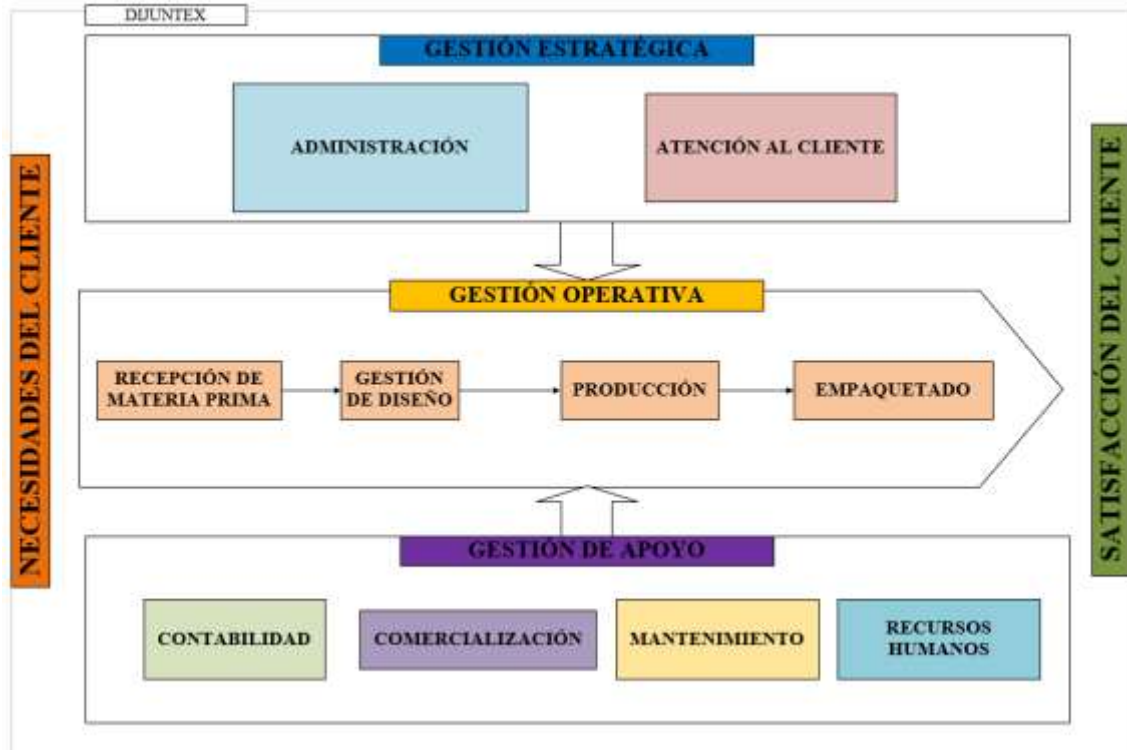 DIJUNTEX
GESTIÓN ESTRATÉGICA
ADMINISTRACIÓN
ATENCIÓN AL CLIENTE
NECESIDADES DEL CLIENTE
SATISFACCIÓN DEL CLIENTE
GESTIÓN OPERATIVA
RECEPCIÓN DE
MATERIA PRIMA
GESTIÓN
DE DISEÑO
PRODUCCIÓN
EMPAQUETADO
GESTIÓN DE APOYO
CONTABILIDAD
COMERCIALIZACIÓN
MANTENIMIENTO
RECURSOS
HUMANOS